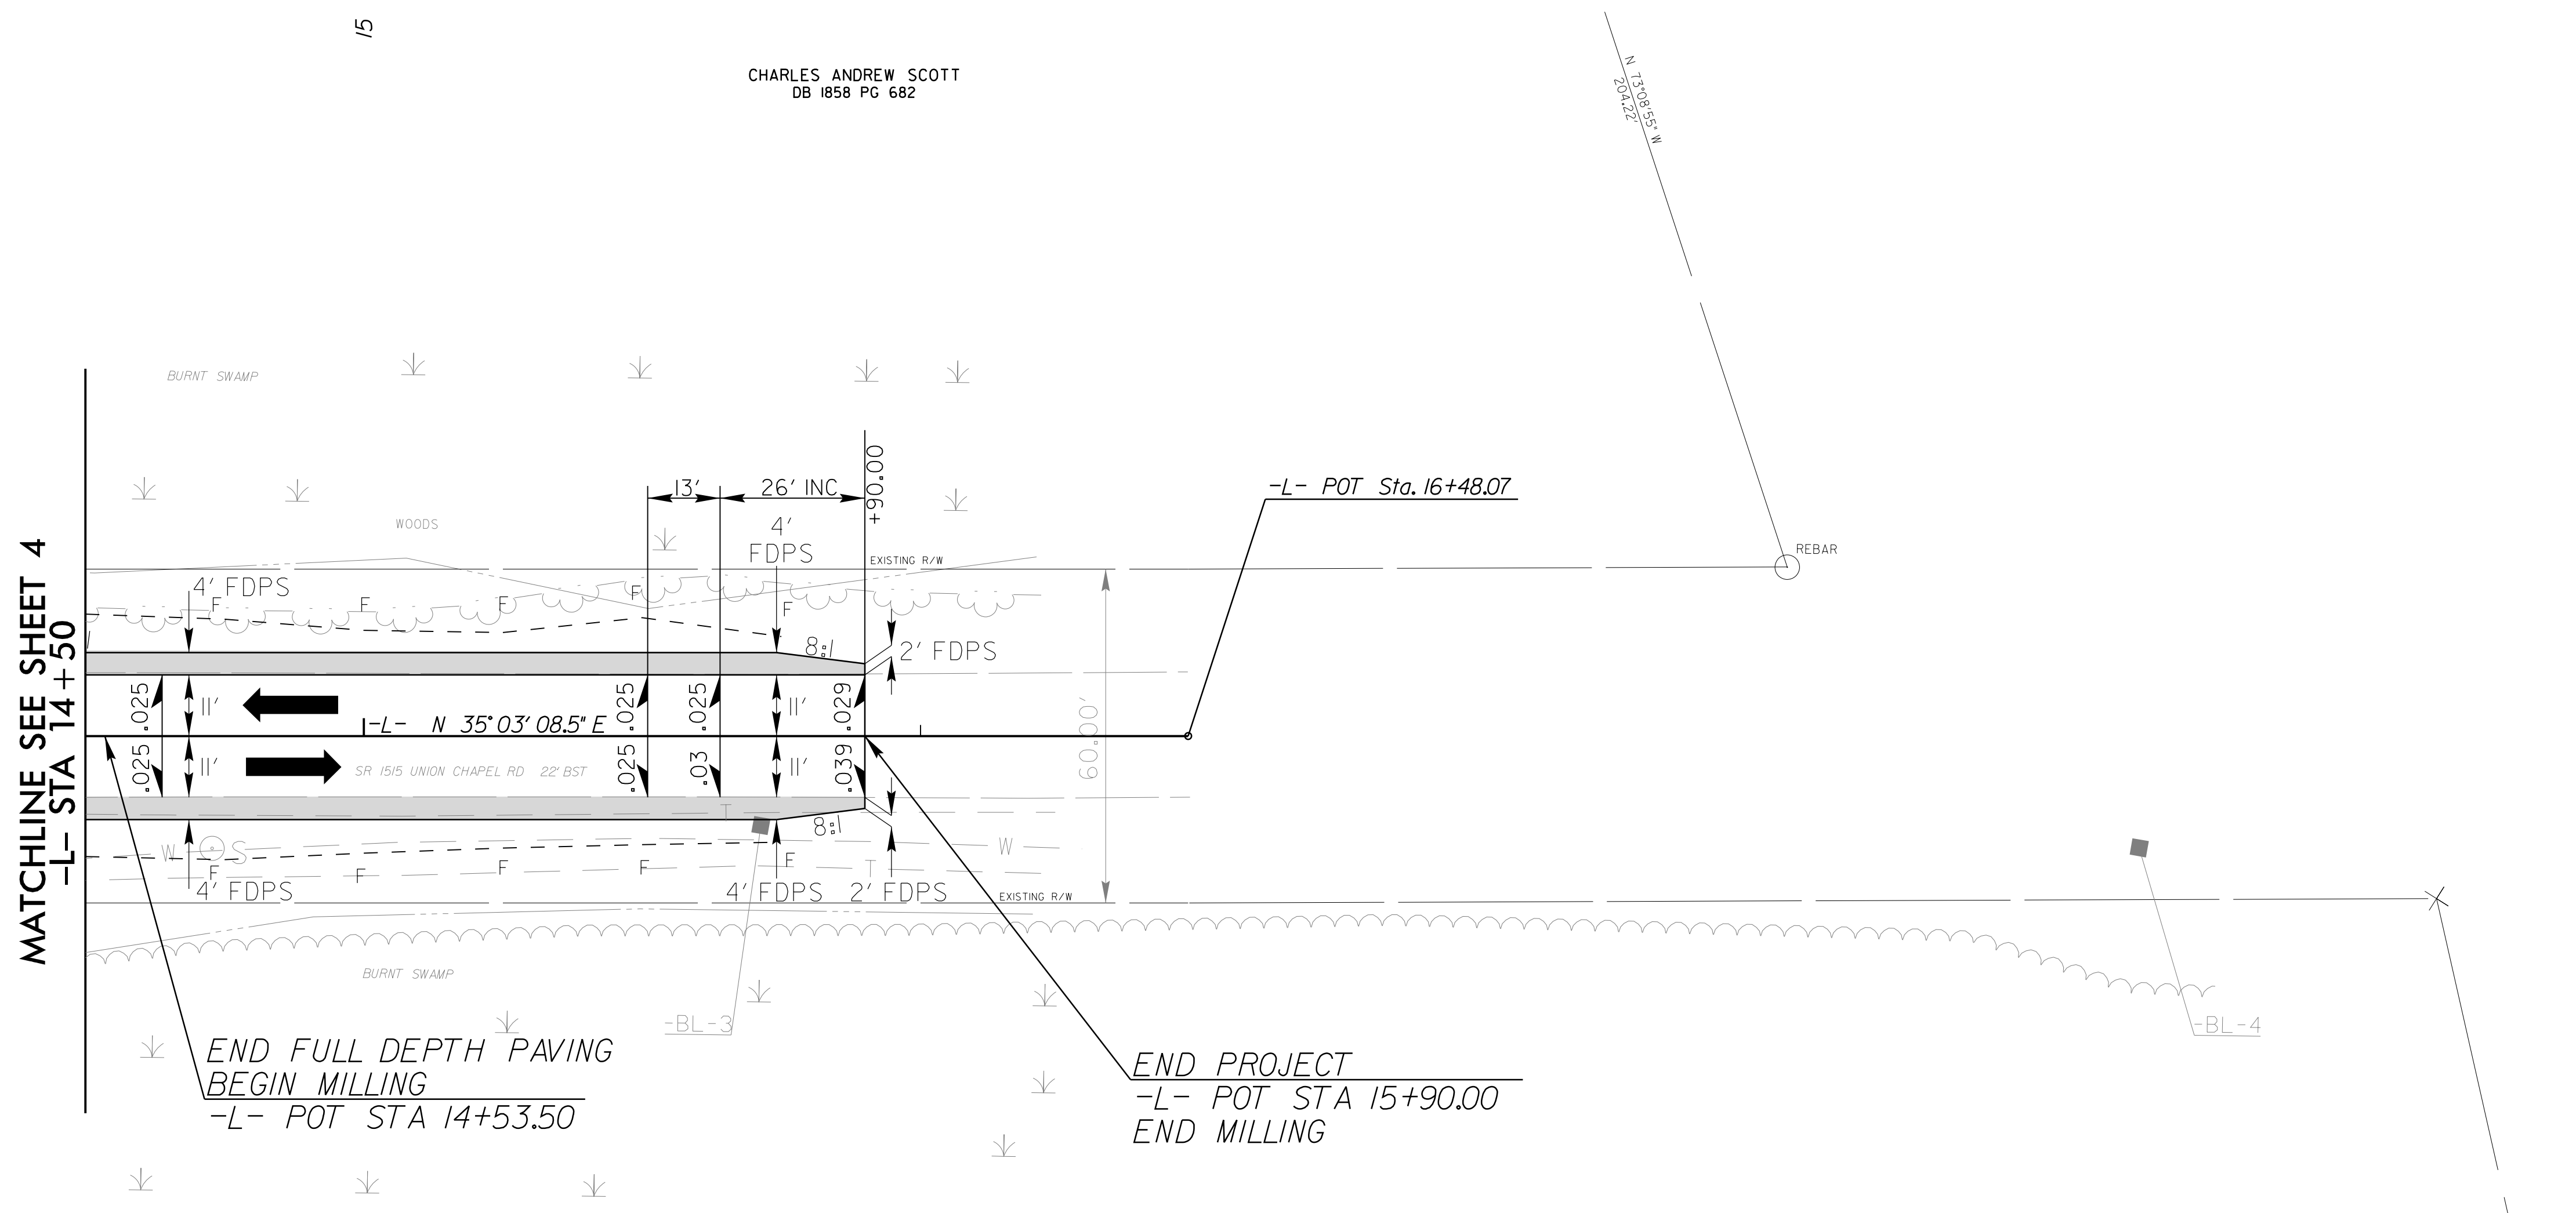 15
CHARLES ANDREW SCOTT
DB 1858 PG 682
N 73°08'55" W
204.22'
MATCHLINE SEE SHEET 4
-L- STA 14+50
BURNT SWAMP
WOODS
13'
26' INC
+90.00
4'
FDPS
EXISTING R/W
-L- POT Sta. 16+48.07
REBAR
4' FDPS
F
F
F
F
F
8:1
2' FDPS
.025
11'
.025
.025
11'
.029
-L- N 35°03'08.5" E
60.00'
.025
11'
SR 1515 UNION CHAPEL RD 22' BST
.025
.03
11'
.039
T
8:1
W
S
W
F
F
F
F
F
T
4' FDPS
4' FDPS
2' FDPS
EXISTING R/W
BURNT SWAMP
-BL-3
-BL-4
END FULL DEPTH PAVING
BEGIN MILLING
-L- POT STA 14+53.50
END PROJECT
-L- POT STA 15+90.00
END MILLING